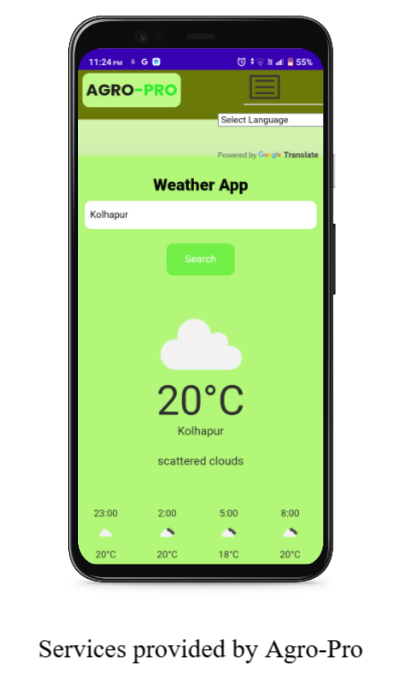 11:24 PM G 55%
AGRO-PRO
Select Language
Powered by Google Translate
Weather App
Kolhapur
Search
20°C
Kolhapur
scattered clouds
23:00 2:00 5:00 8:00
20°C 20°C 18°C 20°C
Services provided by Agro-Pro